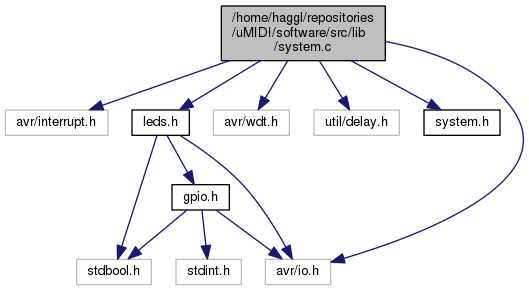 /home/haggl/repositories
/uMIDI/software/src/lib
/system.c
avr/interrupt.h
leds.h
avr/wdt.h
util/delay.h
system.h
gpio.h
stdbool.h
stdint.h
avr/io.h